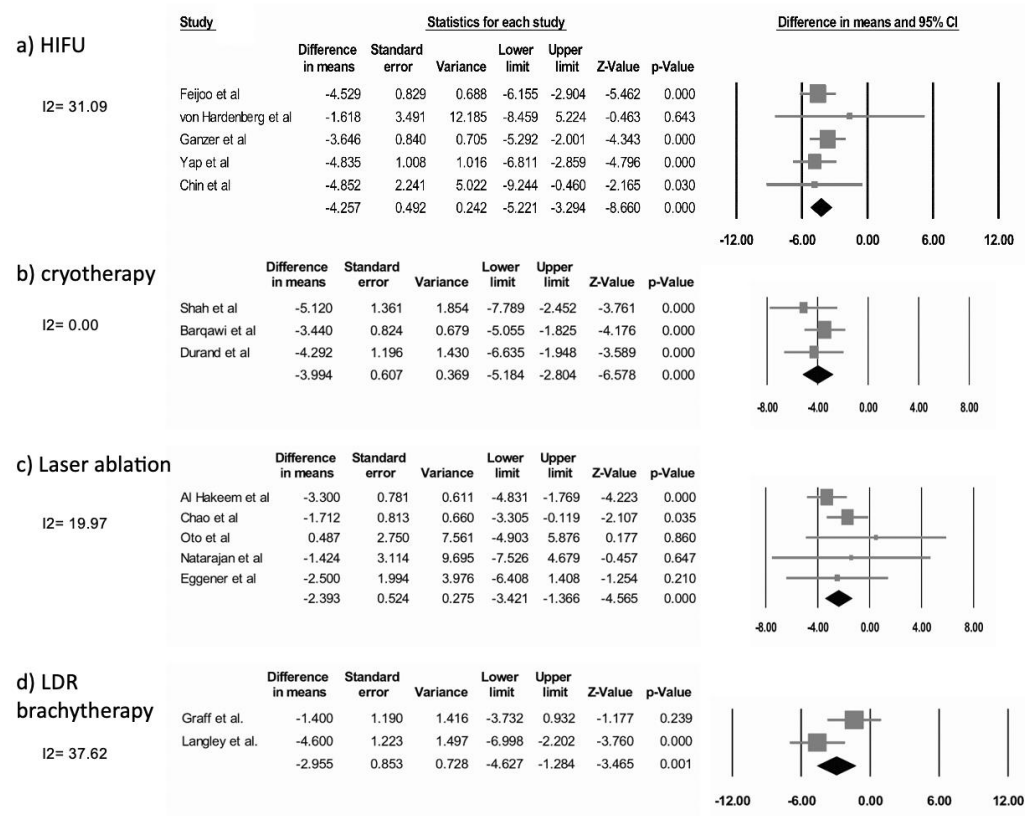 Study Statistics for each study Difference in means and 95% CI
a) HIFU
Difference Standard Lower Upper
in means error Variance limit limit Z-Value p-Value
I2= 31.09
Feijoo et al -4.529 0.829 0.688 -6.155 -2.904 -5.462 0.000
von Hardenberg et al -1.618 3.491 12.185 -8.459 5.224 -0.463 0.643
Ganzer et al -3.646 0.840 0.705 -5.292 -2.001 -4.343 0.000
Yap et al -4.835 1.008 1.016 -6.811 -2.859 -4.796 0.000
Chin et al -4.852 2.241 5.022 -9.244 -0.460 -2.165 0.030
-4.257 0.492 0.242 -5.221 -3.294 -8.660 0.000
-12.00 -6.00 0.00 6.00 12.00
b) cryotherapy
Difference Standard Lower Upper
in means error Variance limit limit Z-Value p-Value
I2= 0.00
Shah et al -5.120 1.361 1.854 -7.789 -2.452 -3.761 0.000
Barqawi et al -3.440 0.824 0.679 -5.055 -1.825 -4.176 0.000
Durand et al -4.292 1.196 1.430 -6.635 -1.948 -3.589 0.000
-3.994 0.607 0.369 -5.184 -2.804 -6.578 0.000
-8.00 -4.00 0.00 4.00 8.00
c) Laser ablation
Difference Standard Lower Upper
in means error Variance limit limit Z-Value p-Value
I2= 19.97
Al Hakeem et al -3.300 0.781 0.611 -4.831 -1.769 -4.223 0.000
Chao et al -1.712 0.813 0.660 -3.305 -0.119 -2.107 0.035
Oto et al 0.487 2.750 7.561 -4.903 5.876 0.177 0.860
Natarajan et al -1.424 3.114 9.695 -7.526 4.679 -0.457 0.647
Eggener et al -2.500 1.994 3.976 -6.408 1.408 -1.254 0.210
-2.393 0.524 0.275 -3.421 -1.366 -4.565 0.000
-8.00 -4.00 0.00 4.00 8.00
d) LDR
brachytherapy
Difference Standard Lower Upper
in means error Variance limit limit Z-Value p-Value
I2= 37.62
Graff et al. -1.400 1.190 1.416 -3.732 0.932 -1.177 0.239
Langley et al. -4.600 1.223 1.497 -6.998 -2.202 -3.760 0.000
-2.955 0.853 0.728 -4.627 -1.284 -3.465 0.001
-12.00 -6.00 0.00 6.00 12.00